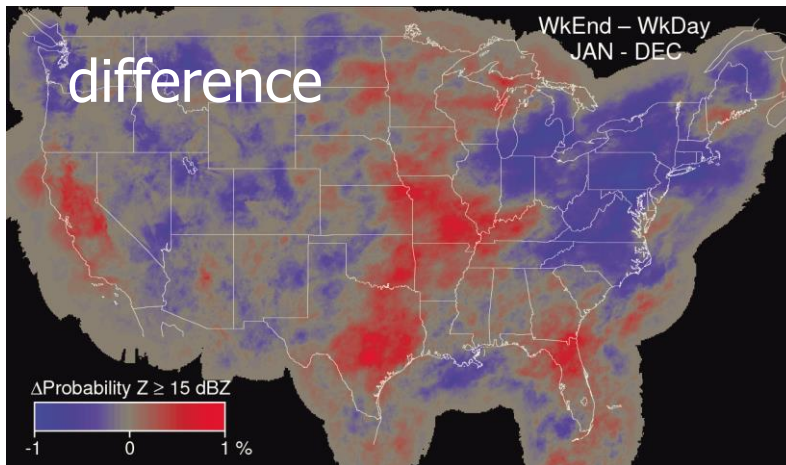 WkEnd – WkDay
JAN - DEC
difference
ΔProbability Z ≥ 15 dBZ
-1 0 1 %